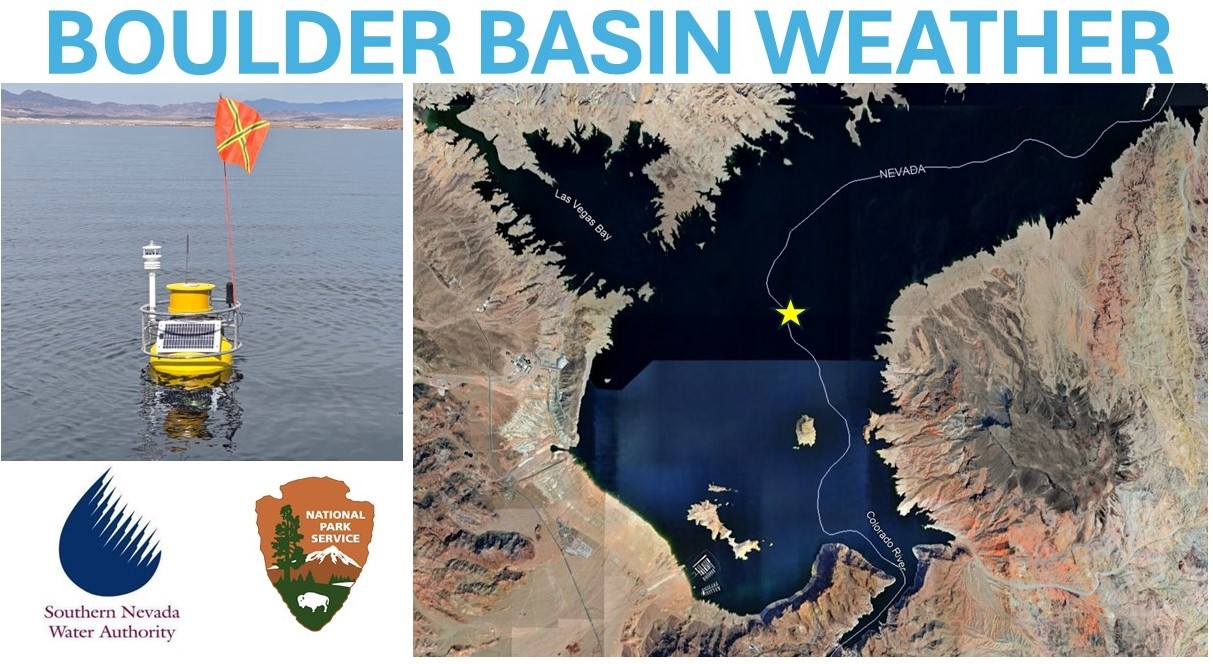 BOULDER BASIN WEATHER
NEVADA
Las Vegas Bay
Colorado River
Southern Nevada
Water Authority
NATIONAL
PARK
SERVICE